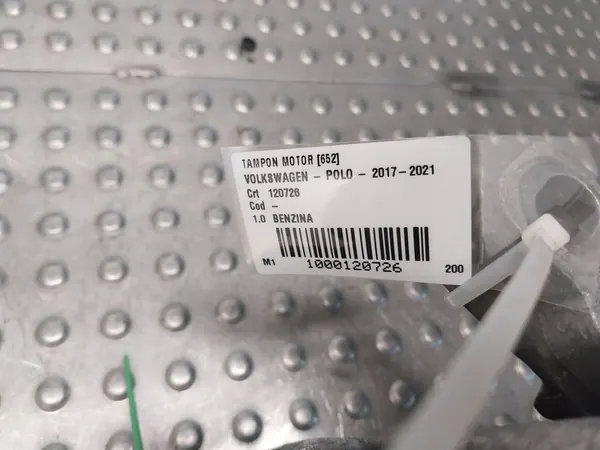 TAMPON MOTOR [652]
VOLKSWAGEN - POLO - 2017-2021
Crt 120726
Cod -
1.0 BENZINA
M1 1000120726 200